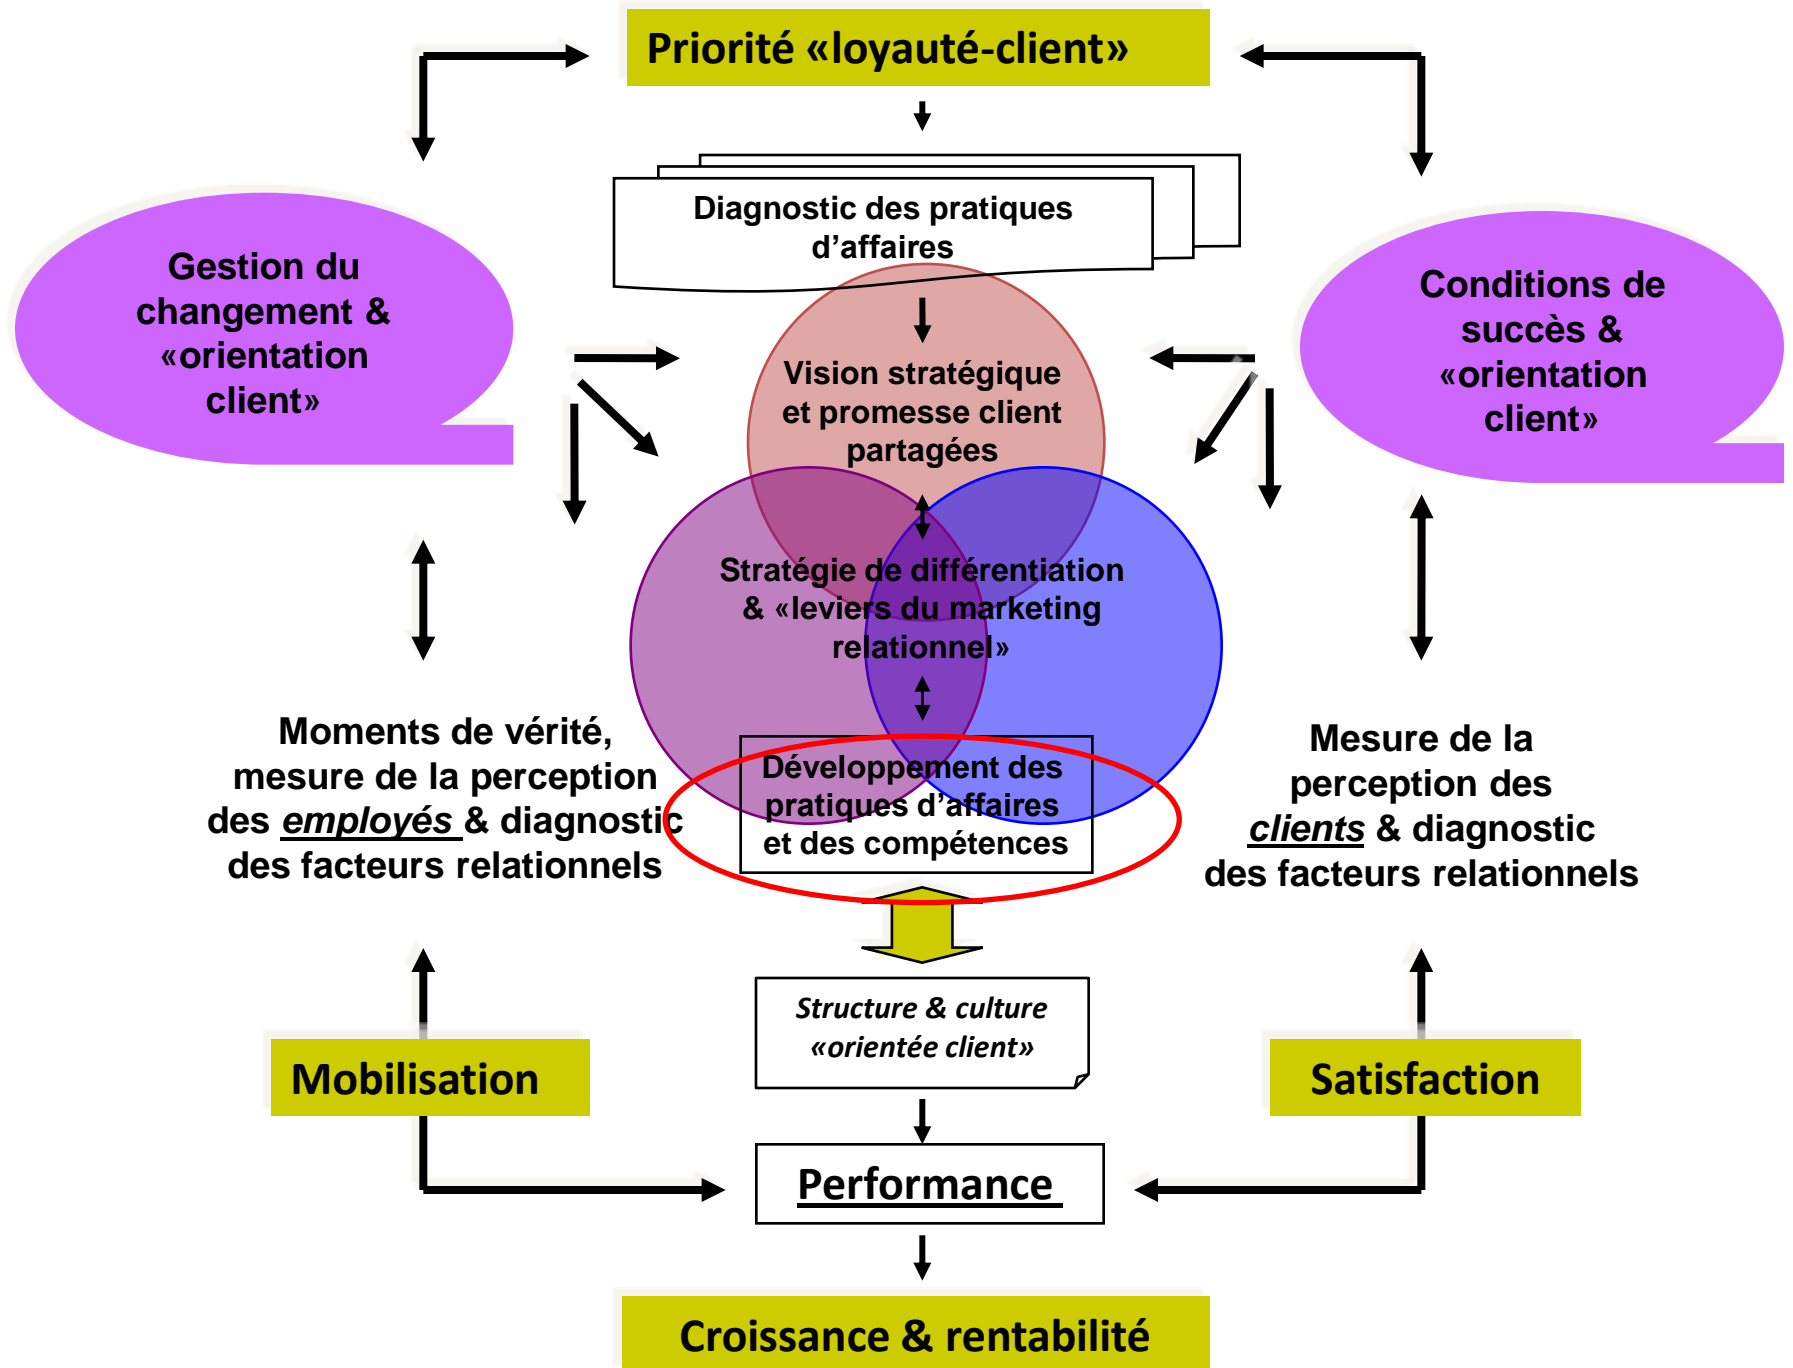 Priorité «loyauté-client»
Diagnostic des pratiques
d’affaires
Gestion du
changement &
«orientation
client»
Conditions de
succès &
«orientation
client»
Vision stratégique
et promesse client
partagées
Stratégie de différentiation
& «leviers du marketing
relationnel»
Moments de vérité,
mesure de la perception
des employés & diagnostic
des facteurs relationnels
Développement des
pratiques d’affaires
et des compétences
Mesure de la
perception des
clients & diagnostic
des facteurs relationnels
Structure & culture
«orientée client»
Mobilisation
Satisfaction
Performance
Croissance & rentabilité